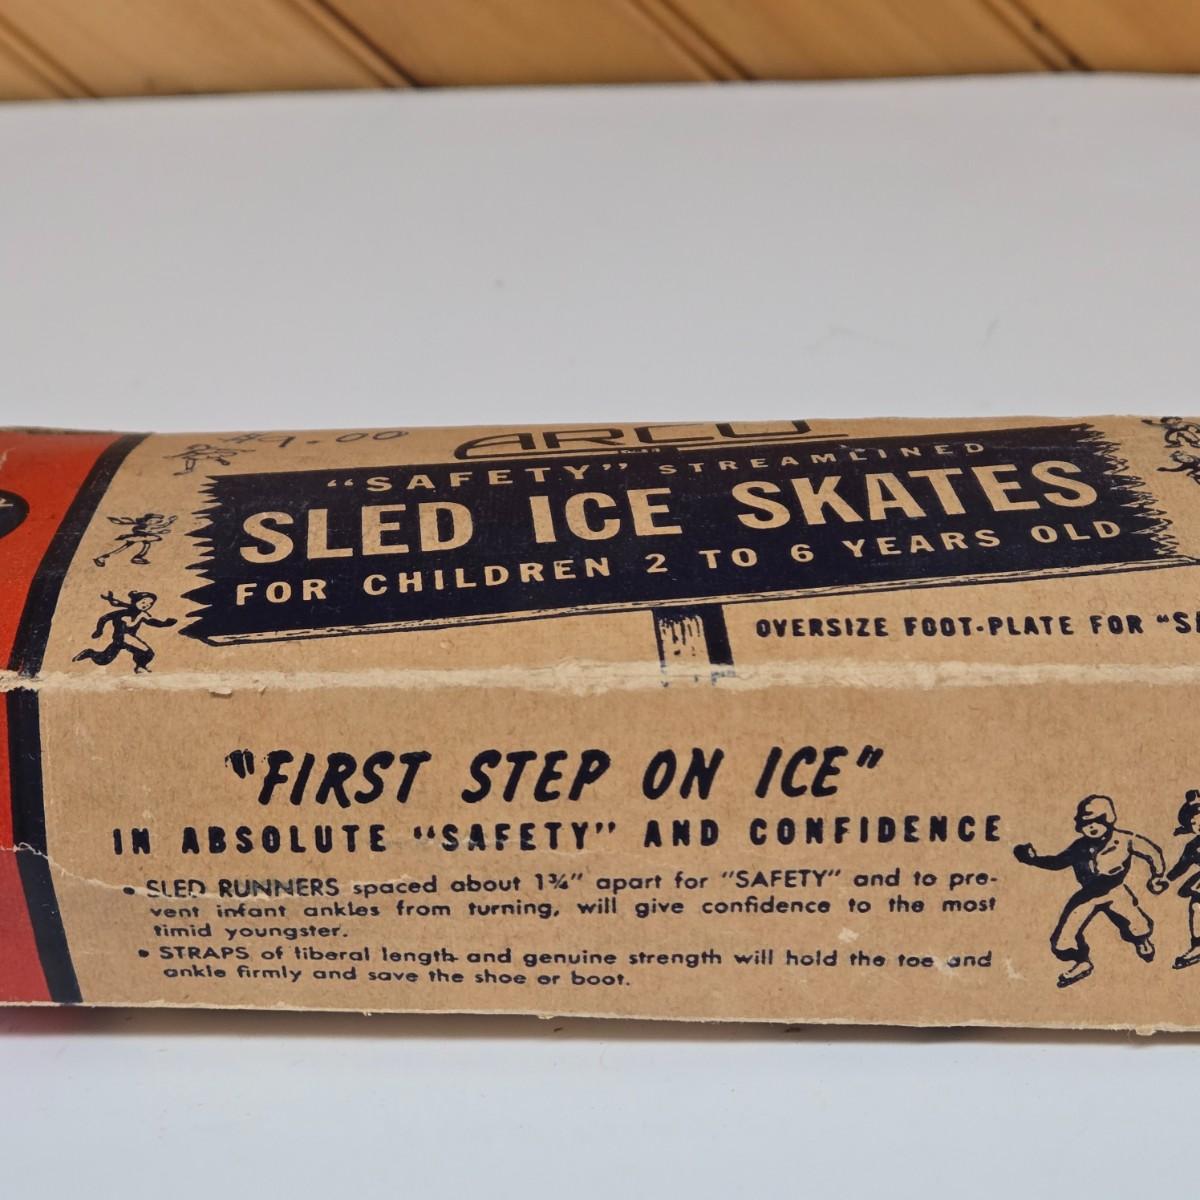 $9.00
ARCO
"SAFETY" STREAMLINED
SLED ICE SKATES
FOR CHILDREN 2 TO 6 YEARS OLD
OVERSIZE FOOT-PLATE FOR
"FIRST STEP ON ICE"
IN ABSOLUTE "SAFETY" AND CONFIDENCE
• SLED RUNNERS spaced about 1¾" apart for "SAFETY" and to pre-
vent infant ankles from turning, will give confidence to the most
timid youngster.
• STRAPS of liberal length and genuine strength will hold the toe and
ankle firmly and save the shoe or boot.